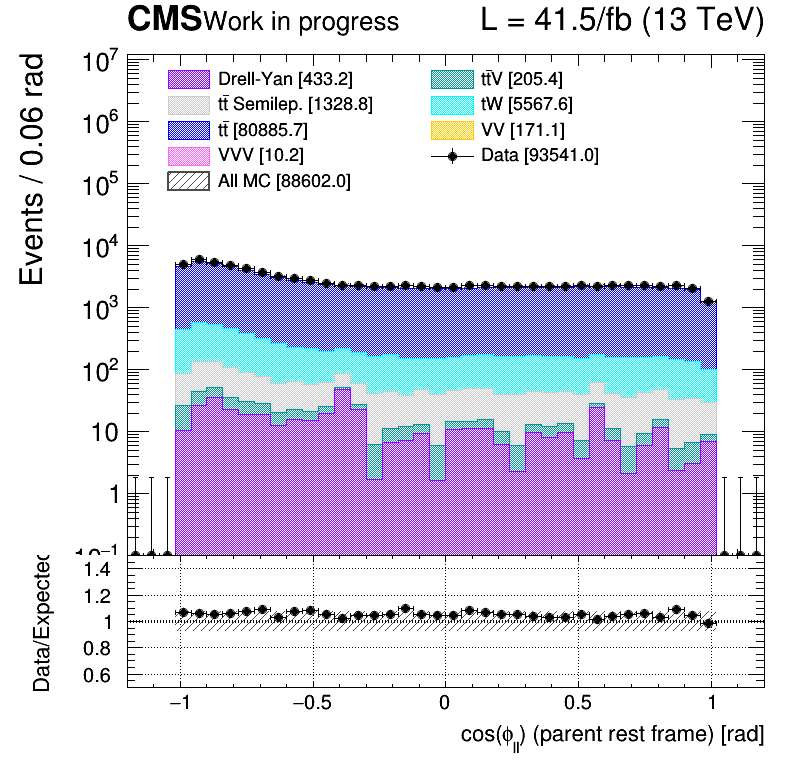 CMS Work in progress L = 41.5/fb (13 TeV)
Events / 0.06 rad
10⁷
10⁶
10⁵
10⁴
10³
10²
10
1
10⁻¹
Drell-Yan [433.2]
tt̄ Semilep. [1328.8]
tt̄ [80885.7]
VVV [10.2]
All MC [88602.0]
tt̄V [205.4]
tW [5567.6]
VV [171.1]
Data [93541.0]
Data/Expected
1.4
1.2
1
0.8
0.6
−1 −0.5 0 0.5 1
cos(ϕ_ll) (parent rest frame) [rad]